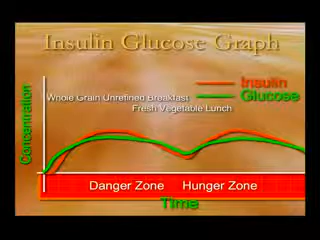 Insulin Glucose Graph
Insulin
Glucose
Whole Grain Unrefined Breakfast
Fresh Vegetable Lunch
Concentration
Danger Zone Hunger Zone
Time